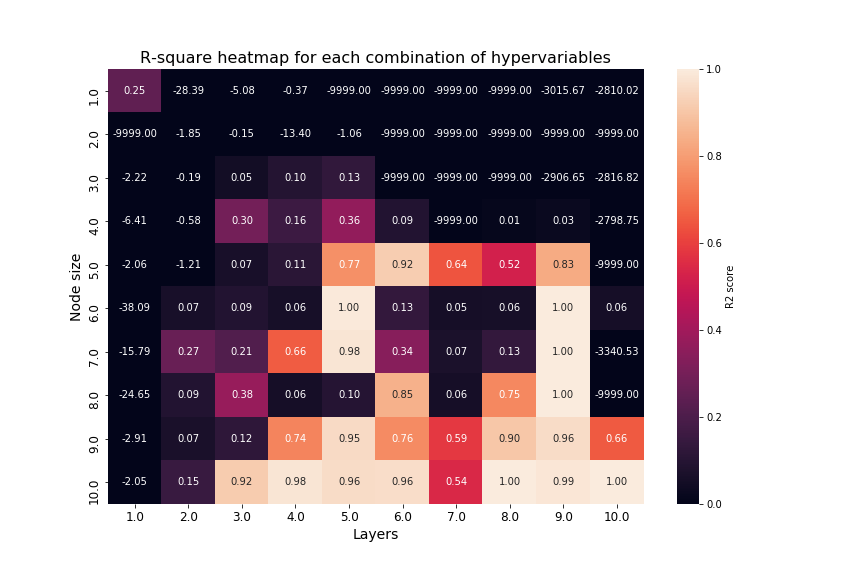 R-square heatmap for each combination of hypervariables
1.0 0.25 -28.39 -5.08 -0.37 -9999.00 -9999.00 -9999.00 -9999.00 -3015.67 -2810.02
2.0 -9999.00 -1.85 -0.15 -13.40 -1.06 -9999.00 -9999.00 -9999.00 -9999.00 -9999.00
3.0 -2.22 -0.19 0.05 0.10 0.13 -9999.00 -9999.00 -9999.00 -2906.65 -2816.82
4.0 -6.41 -0.58 0.30 0.16 0.36 0.09 -9999.00 0.01 0.03 -2798.75
5.0 -2.06 -1.21 0.07 0.11 0.77 0.92 0.64 0.52 0.83 -9999.00
6.0 -38.09 0.07 0.09 0.06 1.00 0.13 0.05 0.06 1.00 0.06
7.0 -15.79 0.27 0.21 0.66 0.98 0.34 0.07 0.13 1.00 -3340.53
8.0 -24.65 0.09 0.38 0.06 0.10 0.85 0.06 0.75 1.00 -9999.00
9.0 -2.91 0.07 0.12 0.74 0.95 0.76 0.59 0.90 0.96 0.66
10.0 -2.05 0.15 0.92 0.98 0.96 0.96 0.54 1.00 0.99 1.00
1.0 2.0 3.0 4.0 5.0 6.0 7.0 8.0 9.0 10.0
Layers
Node size
1.0
0.8
0.6
0.4
0.2
0.0
R2 score